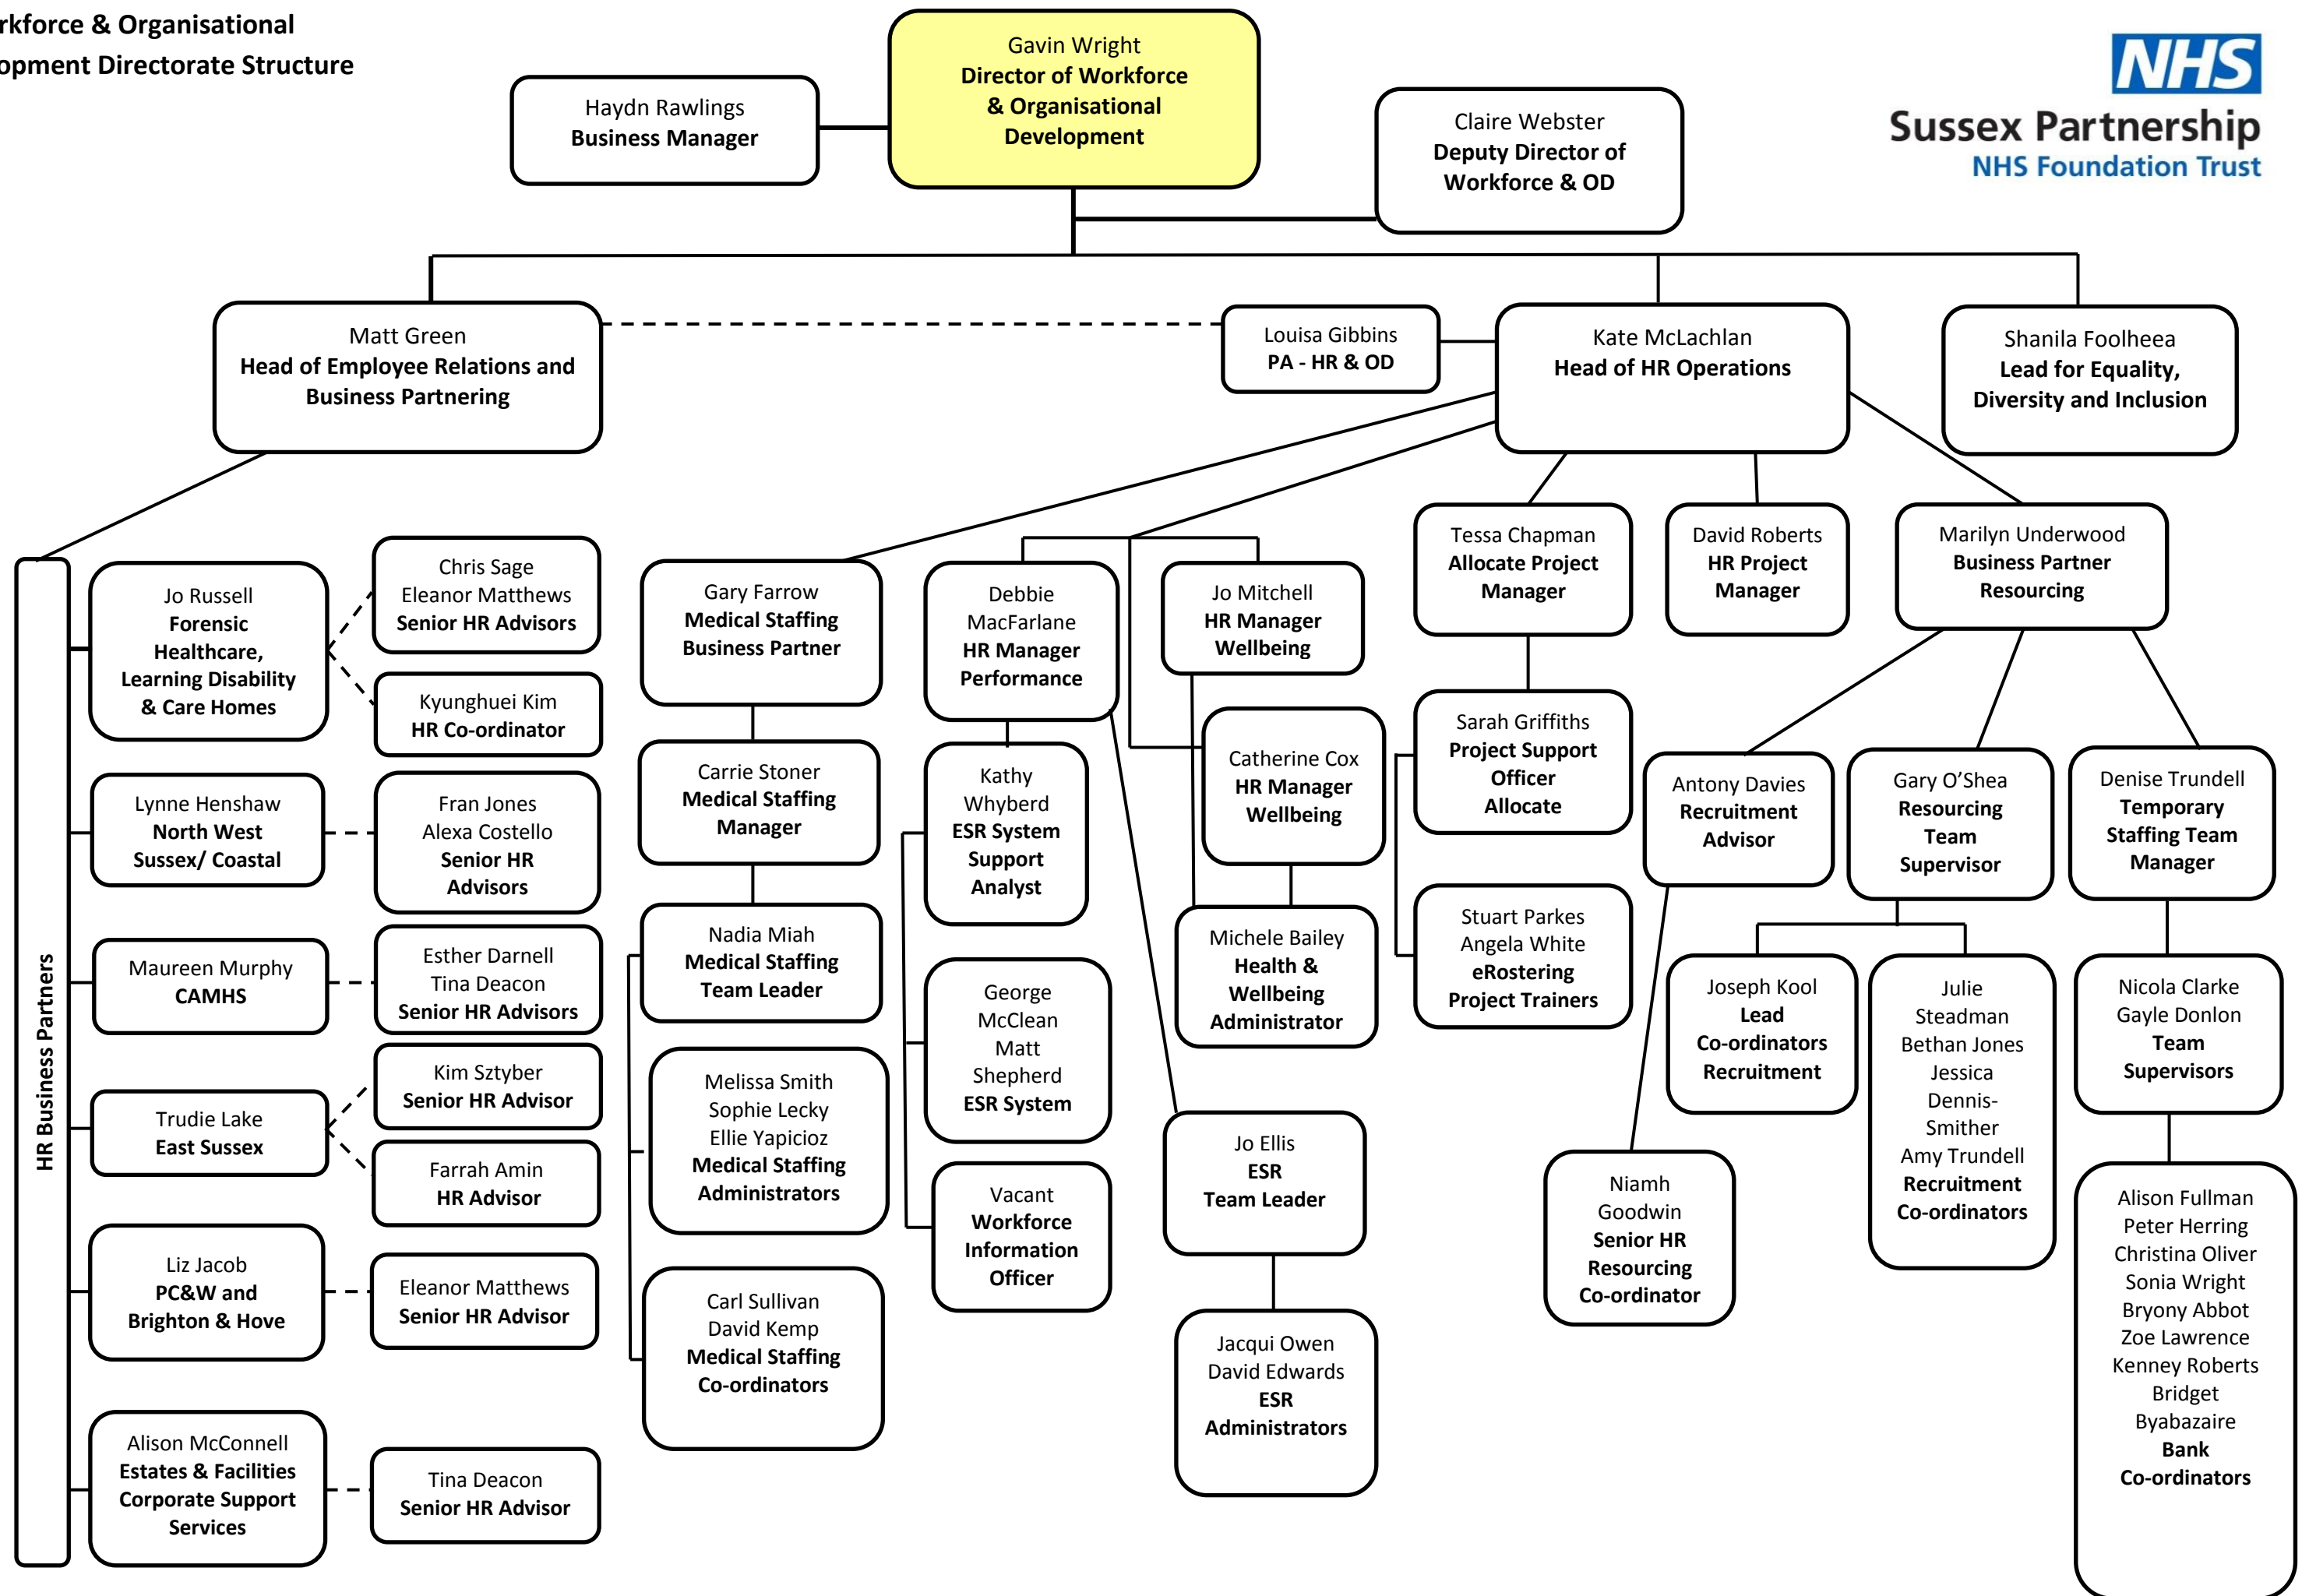 rkforce & Organisational
opment Directorate Structure
Gavin Wright
Director of Workforce
& Organisational
Development
Haydn Rawlings
Business Manager
Claire Webster
Deputy Director of
Workforce & OD
NHS
Sussex Partnership
NHS Foundation Trust
Matt Green
Head of Employee Relations and
Business Partnering
Louisa Gibbins
PA - HR & OD
Kate McLachlan
Head of HR Operations
Shanila Foolheea
Lead for Equality,
Diversity and Inclusion
HR Business Partners
Jo Russell
Forensic
Healthcare,
Learning Disability
& Care Homes
Chris Sage
Eleanor Matthews
Senior HR Advisors
Kyunghuei Kim
HR Co-ordinator
Lynne Henshaw
North West
Sussex/ Coastal
Fran Jones
Alexa Costello
Senior HR
Advisors
Maureen Murphy
CAMHS
Esther Darnell
Tina Deacon
Senior HR Advisors
Trudie Lake
East Sussex
Kim Sztyber
Senior HR Advisor
Farrah Amin
HR Advisor
Liz Jacob
PC&W and
Brighton & Hove
Eleanor Matthews
Senior HR Advisor
Alison McConnell
Estates & Facilities
Corporate Support
Services
Tina Deacon
Senior HR Advisor
Gary Farrow
Medical Staffing
Business Partner
Carrie Stoner
Medical Staffing
Manager
Nadia Miah
Medical Staffing
Team Leader
Melissa Smith
Sophie Lecky
Ellie Yapicioz
Medical Staffing
Administrators
Carl Sullivan
David Kemp
Medical Staffing
Co-ordinators
Debbie
MacFarlane
HR Manager
Performance
Kathy
Whyberd
ESR System
Support
Analyst
George
McClean
Matt
Shepherd
ESR System
Vacant
Workforce
Information
Officer
Jo Mitchell
HR Manager
Wellbeing
Catherine Cox
HR Manager
Wellbeing
Michele Bailey
Health &
Wellbeing
Administrator
Jo Ellis
ESR
Team Leader
Jacqui Owen
David Edwards
ESR
Administrators
Tessa Chapman
Allocate Project
Manager
Sarah Griffiths
Project Support
Officer
Allocate
Stuart Parkes
Angela White
eRostering
Project Trainers
David Roberts
HR Project
Manager
Marilyn Underwood
Business Partner
Resourcing
Antony Davies
Recruitment
Advisor
Niamh
Goodwin
Senior HR
Resourcing
Co-ordinator
Gary O’Shea
Resourcing
Team
Supervisor
Joseph Kool
Lead
Co-ordinators
Recruitment
Julie
Steadman
Bethan Jones
Jessica
Dennis-
Smither
Amy Trundell
Recruitment
Co-ordinators
Denise Trundell
Temporary
Staffing Team
Manager
Nicola Clarke
Gayle Donlon
Team
Supervisors
Alison Fullman
Peter Herring
Christina Oliver
Sonia Wright
Bryony Abbot
Zoe Lawrence
Kenney Roberts
Bridget
Byabazaire
Bank
Co-ordinators